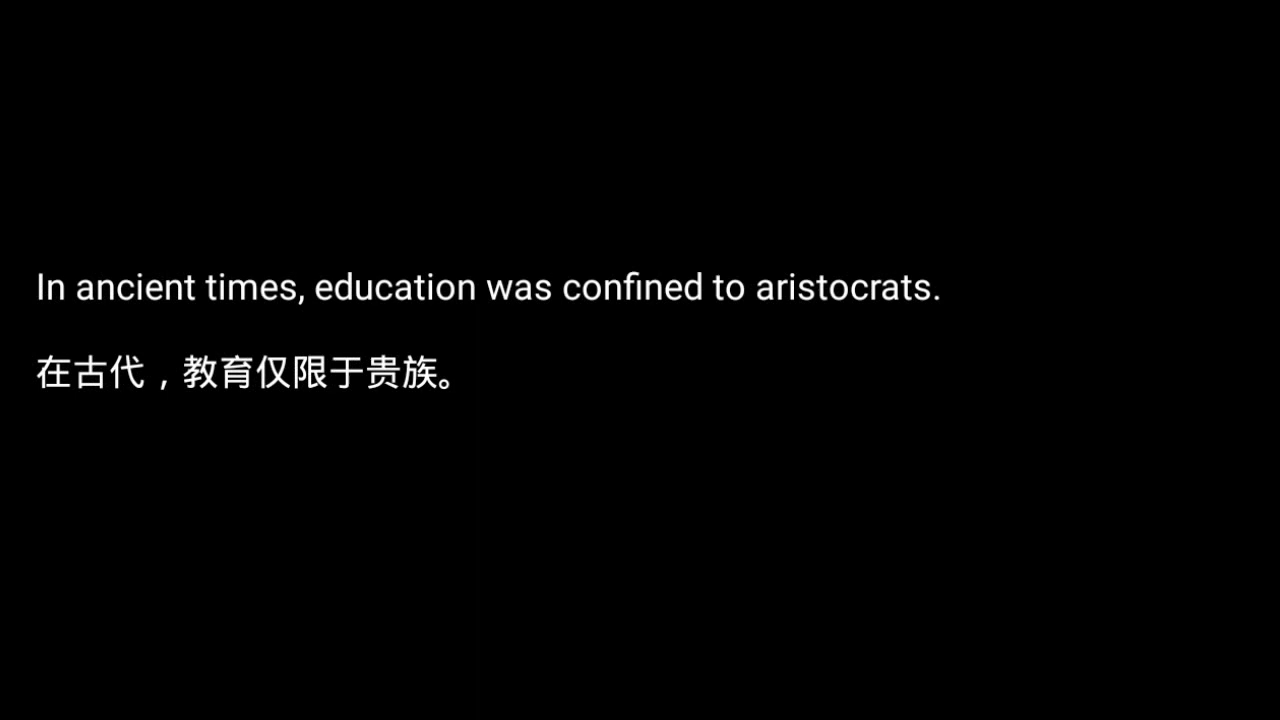 In ancient times, education was confined to aristocrats.
在古代，教育仅限于贵族。